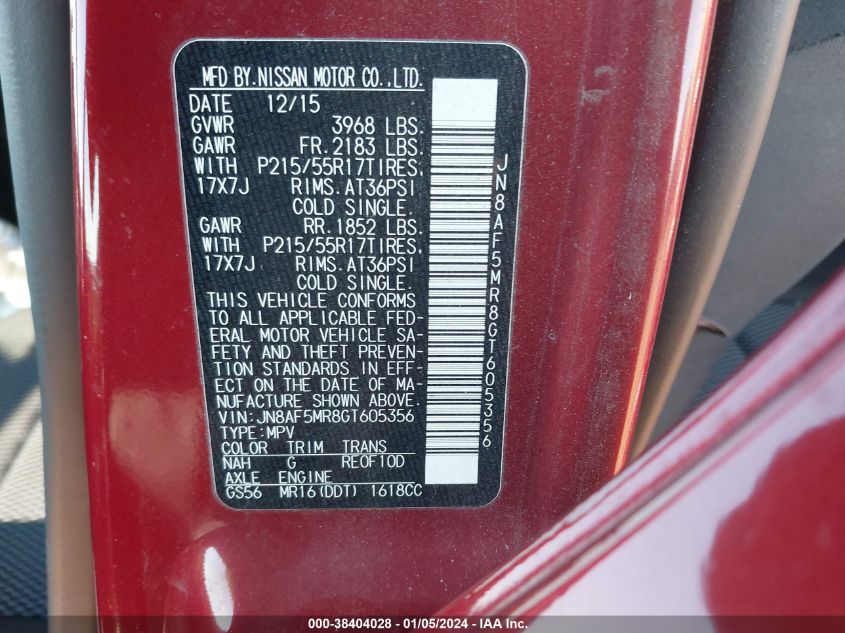 MFD BY.NISSAN MOTOR CO.,LTD.
DATE 12/15
GVWR 3968 LBS.
GAWR FR.2183 LBS.
WITH P215/55R17TIRES,
17X7J RIMS.AT36PSI
COLD SINGLE.
GAWR RR.1852 LBS.
WITH P215/55R17TIRES,
17X7J RIMS.AT36PSI
COLD SINGLE.
THIS VEHICLE CONFORMS
TO ALL APPLICABLE FED-
ERAL MOTOR VEHICLE SA-
FETY AND THEFT PREVEN-
TION STANDARDS IN EFF-
ECT ON THE DATE OF MA-
NUFACTURE SHOWN ABOVE.
VIN:JN8AF5MR8GT605356
TYPE:MPV
COLOR TRIM TRANS
NAH G RE0F10D
AXLE ENGINE
GS56 MR16(DDT) 1618CC
JN8AF5MR8GT605356
000-38404028 - 01/05/2024 - IAA Inc.